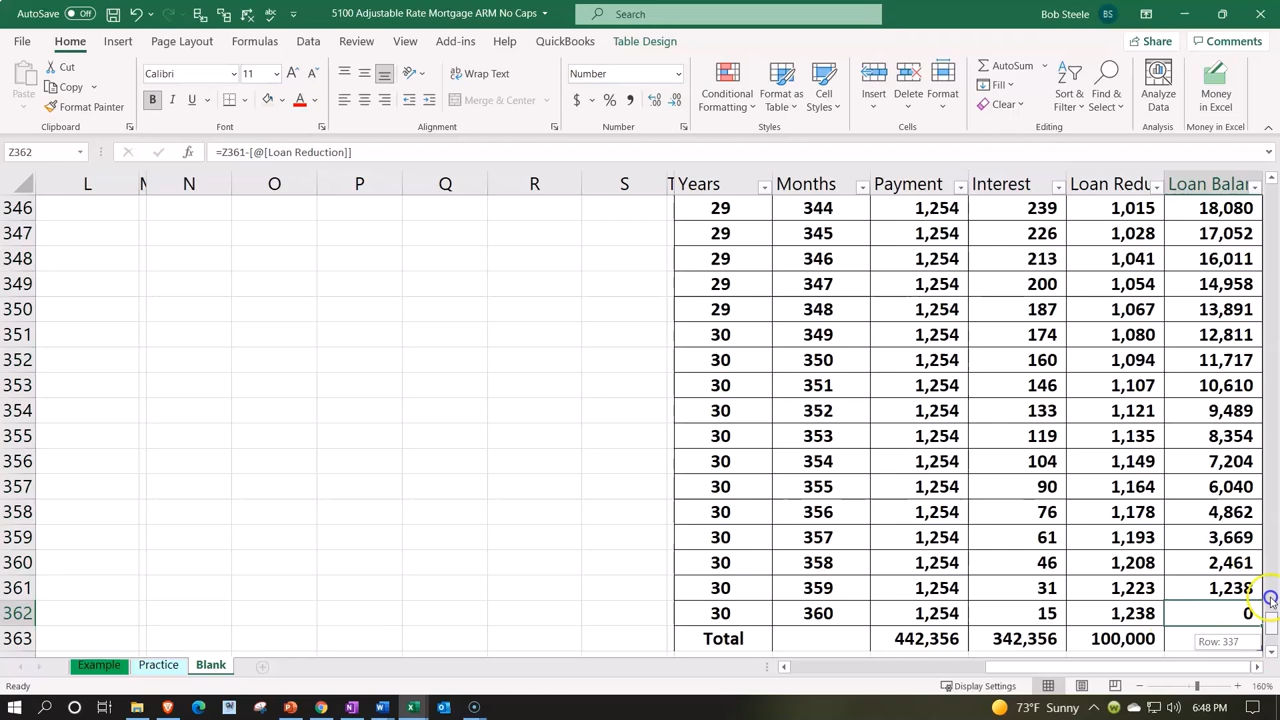 AutoSave Off 5100 Adjustable Rate Mortgage ARM No Caps Search Bob Steele BS
File Home Insert Page Layout Formulas Data Review View Add-ins Help QuickBooks Table Design Share Comments
Paste Cut Copy Format Painter Calibri 11 Wrap Text Merge & Center Number Conditional Formatting Format as Table Cell Styles Insert Delete Format AutoSum Fill Clear Sort & Filter Find & Select Analyze Data Money in Excel
Clipboard Font Alignment Number Styles Cells Editing Analysis Money in Excel
Z362 fx =Z361-[@[Loan Reduction]]
L N O P Q R S Years Months Payment Interest Loan Redu Loan Balan
346 29 344 1,254 239 1,015 18,080
347 29 345 1,254 226 1,028 17,052
348 29 346 1,254 213 1,041 16,011
349 29 347 1,254 200 1,054 14,958
350 29 348 1,254 187 1,067 13,891
351 30 349 1,254 174 1,080 12,811
352 30 350 1,254 160 1,094 11,717
353 30 351 1,254 146 1,107 10,610
354 30 352 1,254 133 1,121 9,489
355 30 353 1,254 119 1,135 8,354
356 30 354 1,254 104 1,149 7,204
357 30 355 1,254 90 1,164 6,040
358 30 356 1,254 76 1,178 4,862
359 30 357 1,254 61 1,193 3,669
360 30 358 1,254 46 1,208 2,461
361 30 359 1,254 31 1,223 1,238
362 30 360 1,254 15 1,238 0
363 Total 442,356 342,356 100,000 Row: 337
Example Practice Blank
Ready Display Settings 160%
73°F Sunny 6:48 PM